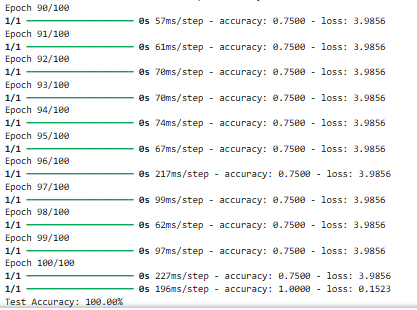 Epoch 90/100
1/1 ━━━━━━━━━━━━━━━━━━━━ 0s 57ms/step - accuracy: 0.7500 - loss: 3.9856
Epoch 91/100
1/1 ━━━━━━━━━━━━━━━━━━━━ 0s 61ms/step - accuracy: 0.7500 - loss: 3.9856
Epoch 92/100
1/1 ━━━━━━━━━━━━━━━━━━━━ 0s 70ms/step - accuracy: 0.7500 - loss: 3.9856
Epoch 93/100
1/1 ━━━━━━━━━━━━━━━━━━━━ 0s 70ms/step - accuracy: 0.7500 - loss: 3.9856
Epoch 94/100
1/1 ━━━━━━━━━━━━━━━━━━━━ 0s 74ms/step - accuracy: 0.7500 - loss: 3.9856
Epoch 95/100
1/1 ━━━━━━━━━━━━━━━━━━━━ 0s 67ms/step - accuracy: 0.7500 - loss: 3.9856
Epoch 96/100
1/1 ━━━━━━━━━━━━━━━━━━━━ 0s 217ms/step - accuracy: 0.7500 - loss: 3.9856
Epoch 97/100
1/1 ━━━━━━━━━━━━━━━━━━━━ 0s 99ms/step - accuracy: 0.7500 - loss: 3.9856
Epoch 98/100
1/1 ━━━━━━━━━━━━━━━━━━━━ 0s 62ms/step - accuracy: 0.7500 - loss: 3.9856
Epoch 99/100
1/1 ━━━━━━━━━━━━━━━━━━━━ 0s 97ms/step - accuracy: 0.7500 - loss: 3.9856
Epoch 100/100
1/1 ━━━━━━━━━━━━━━━━━━━━ 0s 227ms/step - accuracy: 0.7500 - loss: 3.9856
1/1 ━━━━━━━━━━━━━━━━━━━━ 0s 196ms/step - accuracy: 1.0000 - loss: 0.1523
Test Accuracy: 100.00%